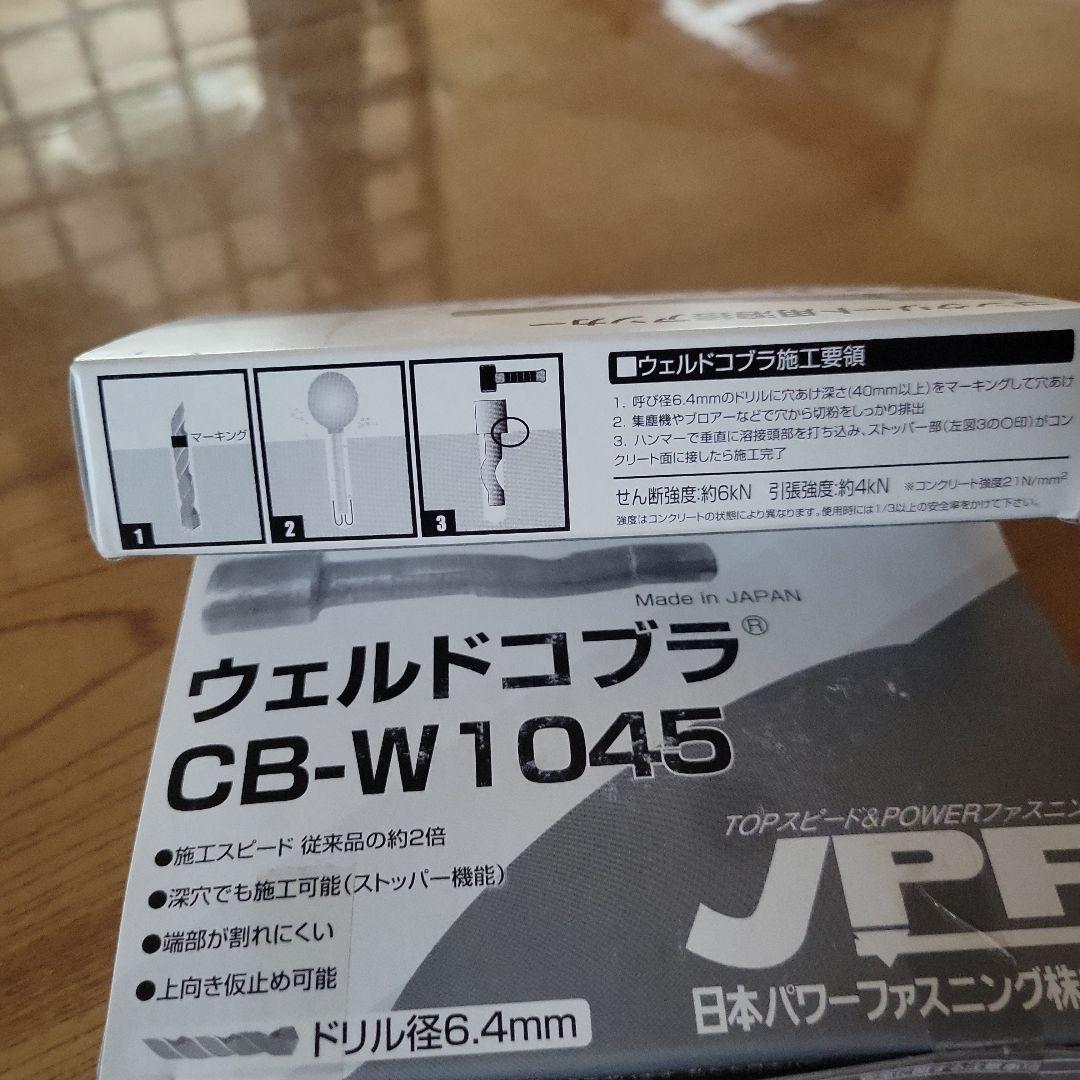 コンクリート用溶接アンカー
マーキング
1
2
3
■ウェルドコブラ施工要領
1. 呼び径6.4mmのドリルに穴あけ深さ(40mm以上)をマーキングして穴あけ
2. 集塵機やブロアーなどで穴から切粉をしっかり排出
3. ハンマーで垂直に溶接頭部を打ち込み、ストッパー部(左図3の〇印)がコン
クリート面に接したら施工完了
せん断強度:約6kN 引張強度:約4kN ※コンクリート強度21N/mm²
強度はコンクリートの状態により異なります。使用時には1/3以上の安全率をかけて下さい。
Made in JAPAN
ウェルドコブラ®
CB-W1045
●施工スピード 従来品の約2倍
●深穴でも施工可能(ストッパー機能)
●端部が割れにくい
●上向き仮止め可能
ドリル径6.4mm
TOPスピード&POWERファスニン
JPF
日本パワーファスニング株